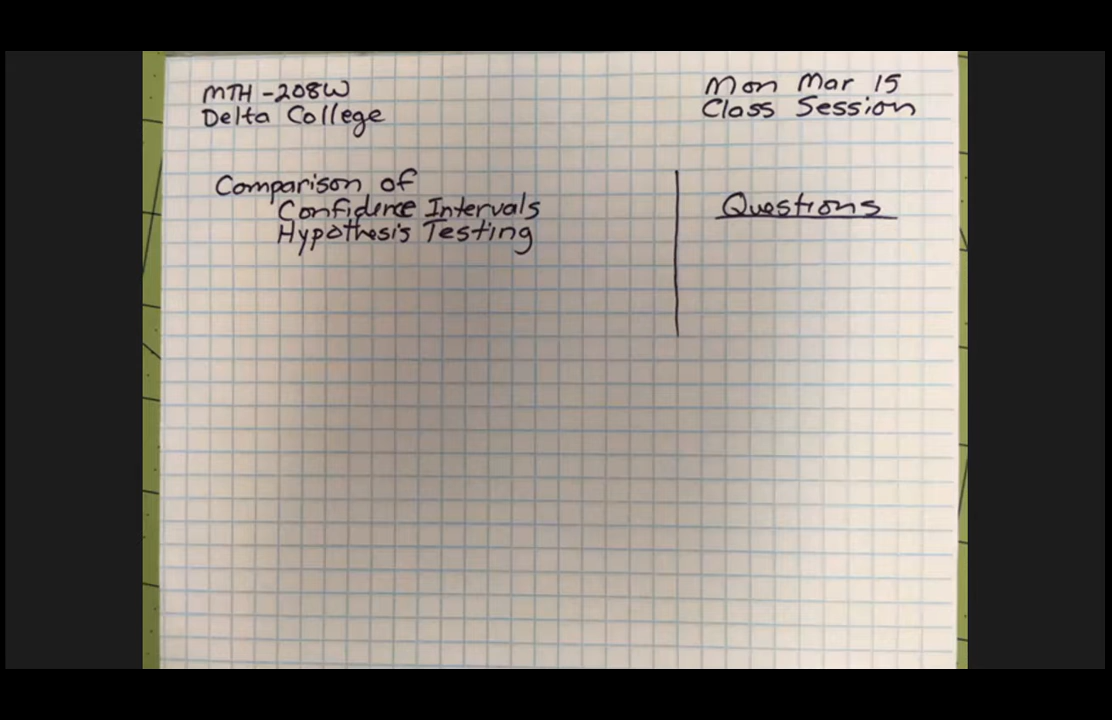 MTH-208W
Delta College
Mon Mar 15
Class Session
Comparison of
Confidence Intervals
Hypothesis Testing
Questions